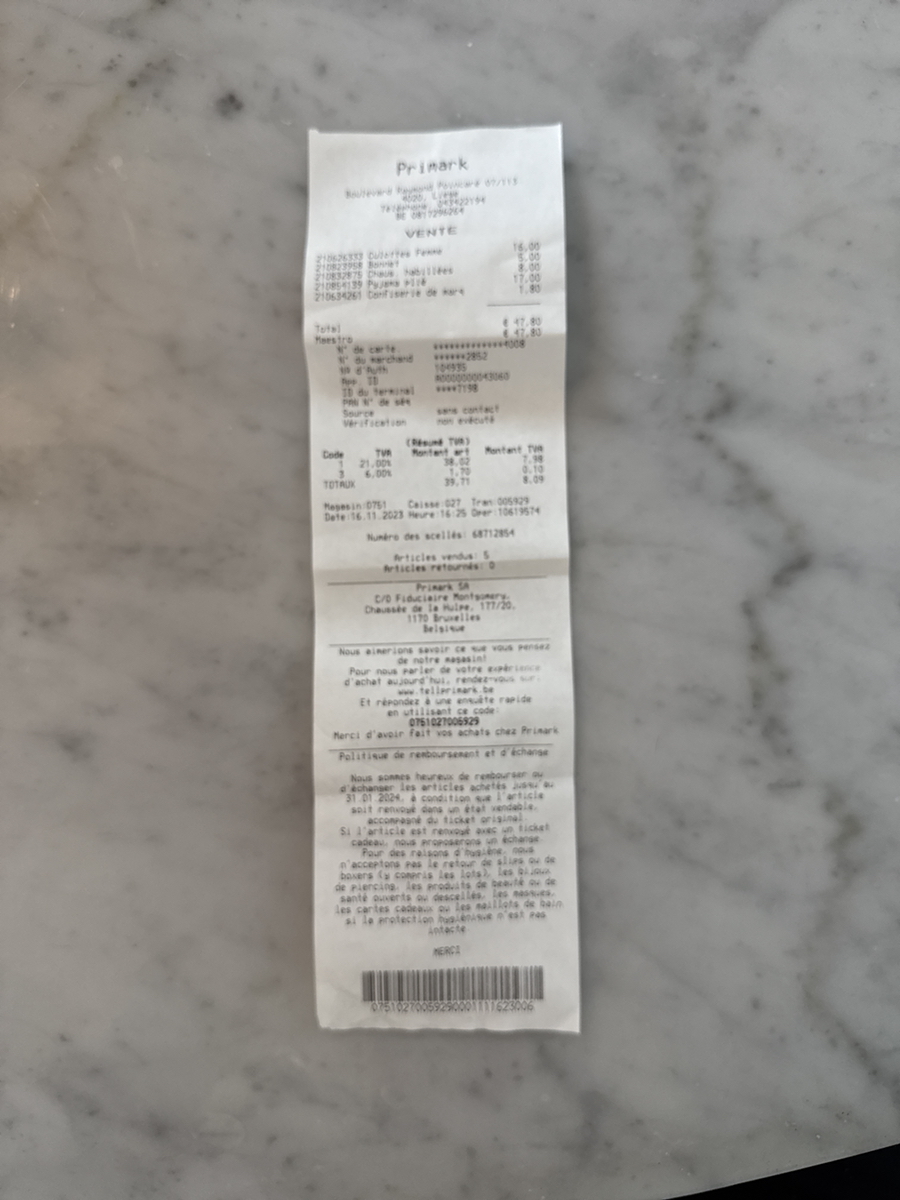 Primark
Boulevard Raymond Poincaré 07/113
4020, Liège
Téléphone: 043422194
BE 0817296264
VENTE
210626333 Culottes Femme 16,00
210823958 Bonnet 5,00
210832875 Chaus. habillées 8,00
210854139 Pyjama plié 17,00
210634261 Confiserie de marq 1,80
Total € 47,80
Maestro € 47,80
N° de carte *************4008
N° du marchand ******2852
N° d'Auth 104935
App. ID A0000000043060
ID du terminal ****7198
PAN N° de séq
Source sans contact
Vérification non exécuté
(Résumé TVA)
Code TVA Montant art Montant TVA
1 21,00% 38,02 7,98
3 6,00% 1,70 0,10
TOTAUX 39,71 8,09
Magasin:0751 Caisse:027 Tran:006929
Date:16.11.2023 Heure:16:25 Oper:10619574
Numéro des scellés: 68712854
Articles vendus: 5
Articles retournés: 0
Primark SA
C/O Fiduciaire Montgomery,
Chaussée de la Hulpe, 177/20,
1170 Bruxelles
Belgique
Nous aimerions savoir ce que vous pensez
de notre magasin!
Pour nous parler de votre expérience
d'achat aujourd'hui, rendez-vous sur:
www.tellprimark.be
Et répondez à une enquête rapide
en utilisant ce code:
0751027006929
Merci d'avoir fait vos achats chez Primark
Politique de remboursement et d'échange
Nous sommes heureux de rembourser ou
d'échanger les articles achetés jusqu'au
31.01.2024, à condition que l'article
soit renvoyé dans un état vendable,
accompagné du ticket original
Si l'article est renvoyé avec un ticket
cadeau, nous proposerons un échange
Pour des raisons d'hygiène, nous
n'acceptons pas le retour de slips ou de
boxers (y compris les lots), les bijoux
de piercing, les produits de beauté ou de
santé ouverts ou descellés, les masques,
les cartes cadeaux ou les maillots de bain
si la protection hygiénique n'est pas
intacte
MERCI
07510270069290001111623006